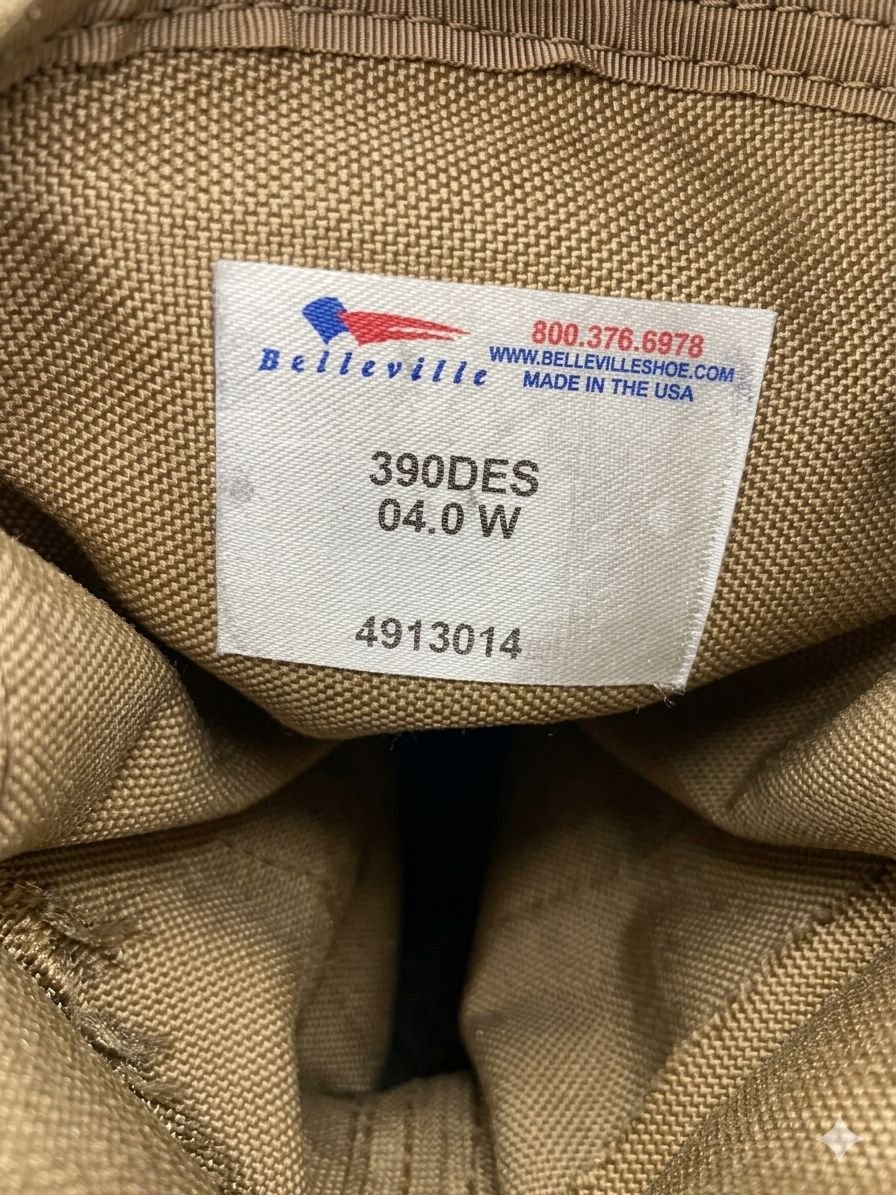 Belleville
800.376.6978
WWW.BELLEVILLESHOE.COM
MADE IN THE USA
390DES
04.0 W
4913014